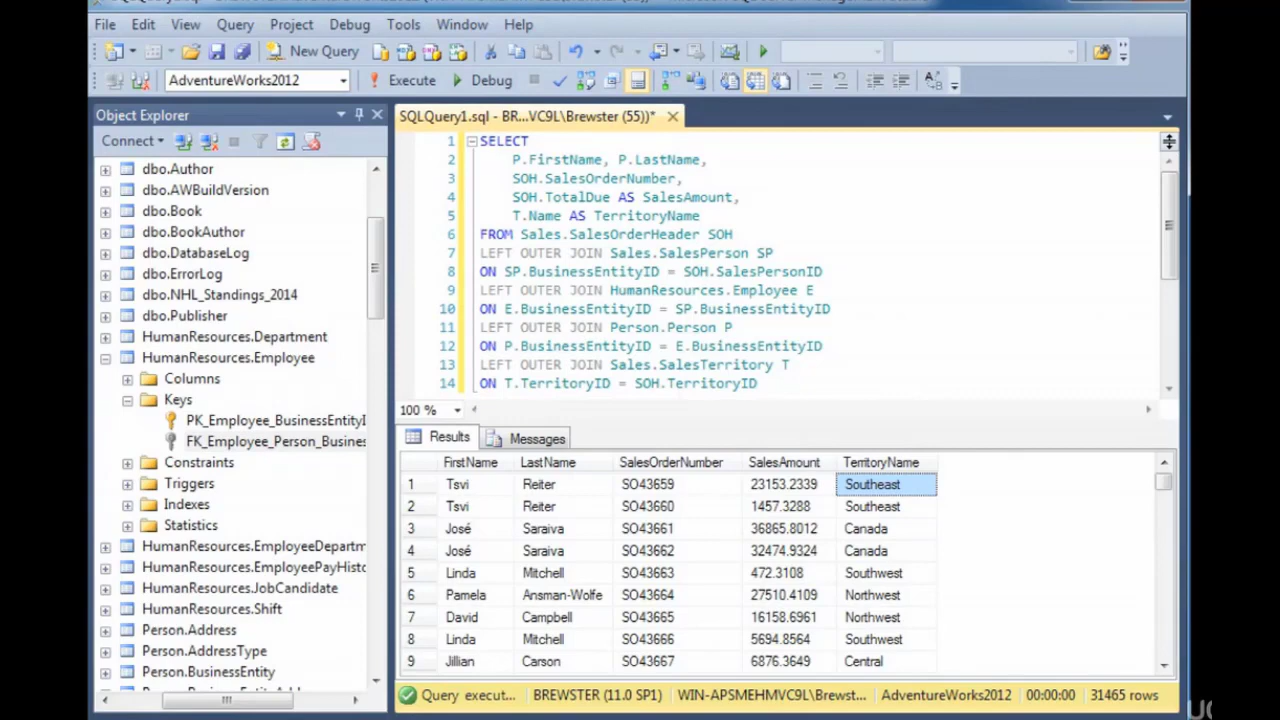 File Edit View Query Project Debug Tools Window Help
New Query
AdventureWorks2012 Execute Debug
Object Explorer
Connect
dbo.Author
dbo.AWBuildVersion
dbo.Book
dbo.BookAuthor
dbo.DatabaseLog
dbo.ErrorLog
dbo.NHL_Standings_2014
dbo.Publisher
HumanResources.Department
HumanResources.Employee
Columns
Keys
PK_Employee_BusinessEntityI
FK_Employee_Person_Busines
Constraints
Triggers
Indexes
Statistics
HumanResources.EmployeeDepartm
HumanResources.EmployeePayHisto
HumanResources.JobCandidate
HumanResources.Shift
Person.Address
Person.AddressType
Person.BusinessEntity
SQLQuery1.sql - BR...VC9L\Brewster (55))*
1 SELECT
2 P.FirstName, P.LastName,
3 SOH.SalesOrderNumber,
4 SOH.TotalDue AS SalesAmount,
5 T.Name AS TerritoryName
6 FROM Sales.SalesOrderHeader SOH
7 LEFT OUTER JOIN Sales.SalesPerson SP
8 ON SP.BusinessEntityID = SOH.SalesPersonID
9 LEFT OUTER JOIN HumanResources.Employee E
10 ON E.BusinessEntityID = SP.BusinessEntityID
11 LEFT OUTER JOIN Person.Person P
12 ON P.BusinessEntityID = E.BusinessEntityID
13 LEFT OUTER JOIN Sales.SalesTerritory T
14 ON T.TerritoryID = SOH.TerritoryID
100 %
Results Messages
FirstName LastName SalesOrderNumber SalesAmount TerritoryName
1 Tsvi Reiter SO43659 23153.2339 Southeast
2 Tsvi Reiter SO43660 1457.3288 Southeast
3 José Saraiva SO43661 36865.8012 Canada
4 José Saraiva SO43662 32474.9324 Canada
5 Linda Mitchell SO43663 472.3108 Southwest
6 Pamela Ansman-Wolfe SO43664 27510.4109 Northwest
7 David Campbell SO43665 16158.6961 Northwest
8 Linda Mitchell SO43666 5694.8564 Southwest
9 Jillian Carson SO43667 6876.3649 Central
Query execut... BREWSTER (11.0 SP1) WIN-APSMEHMVC9L\Brewst... AdventureWorks2012 00:00:00 31465 rows